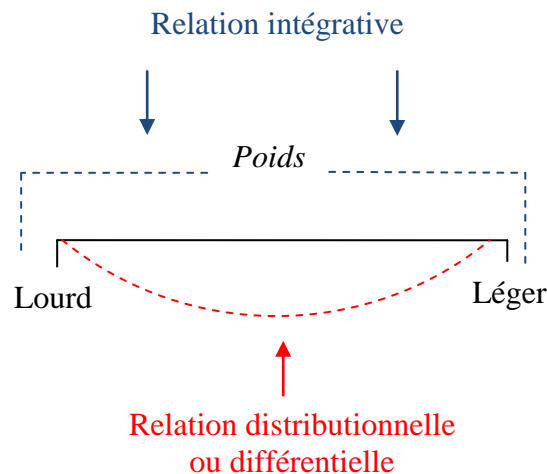 Relation intégrative
Poids
Lourd
Léger
Relation distributionnelle
ou différentielle